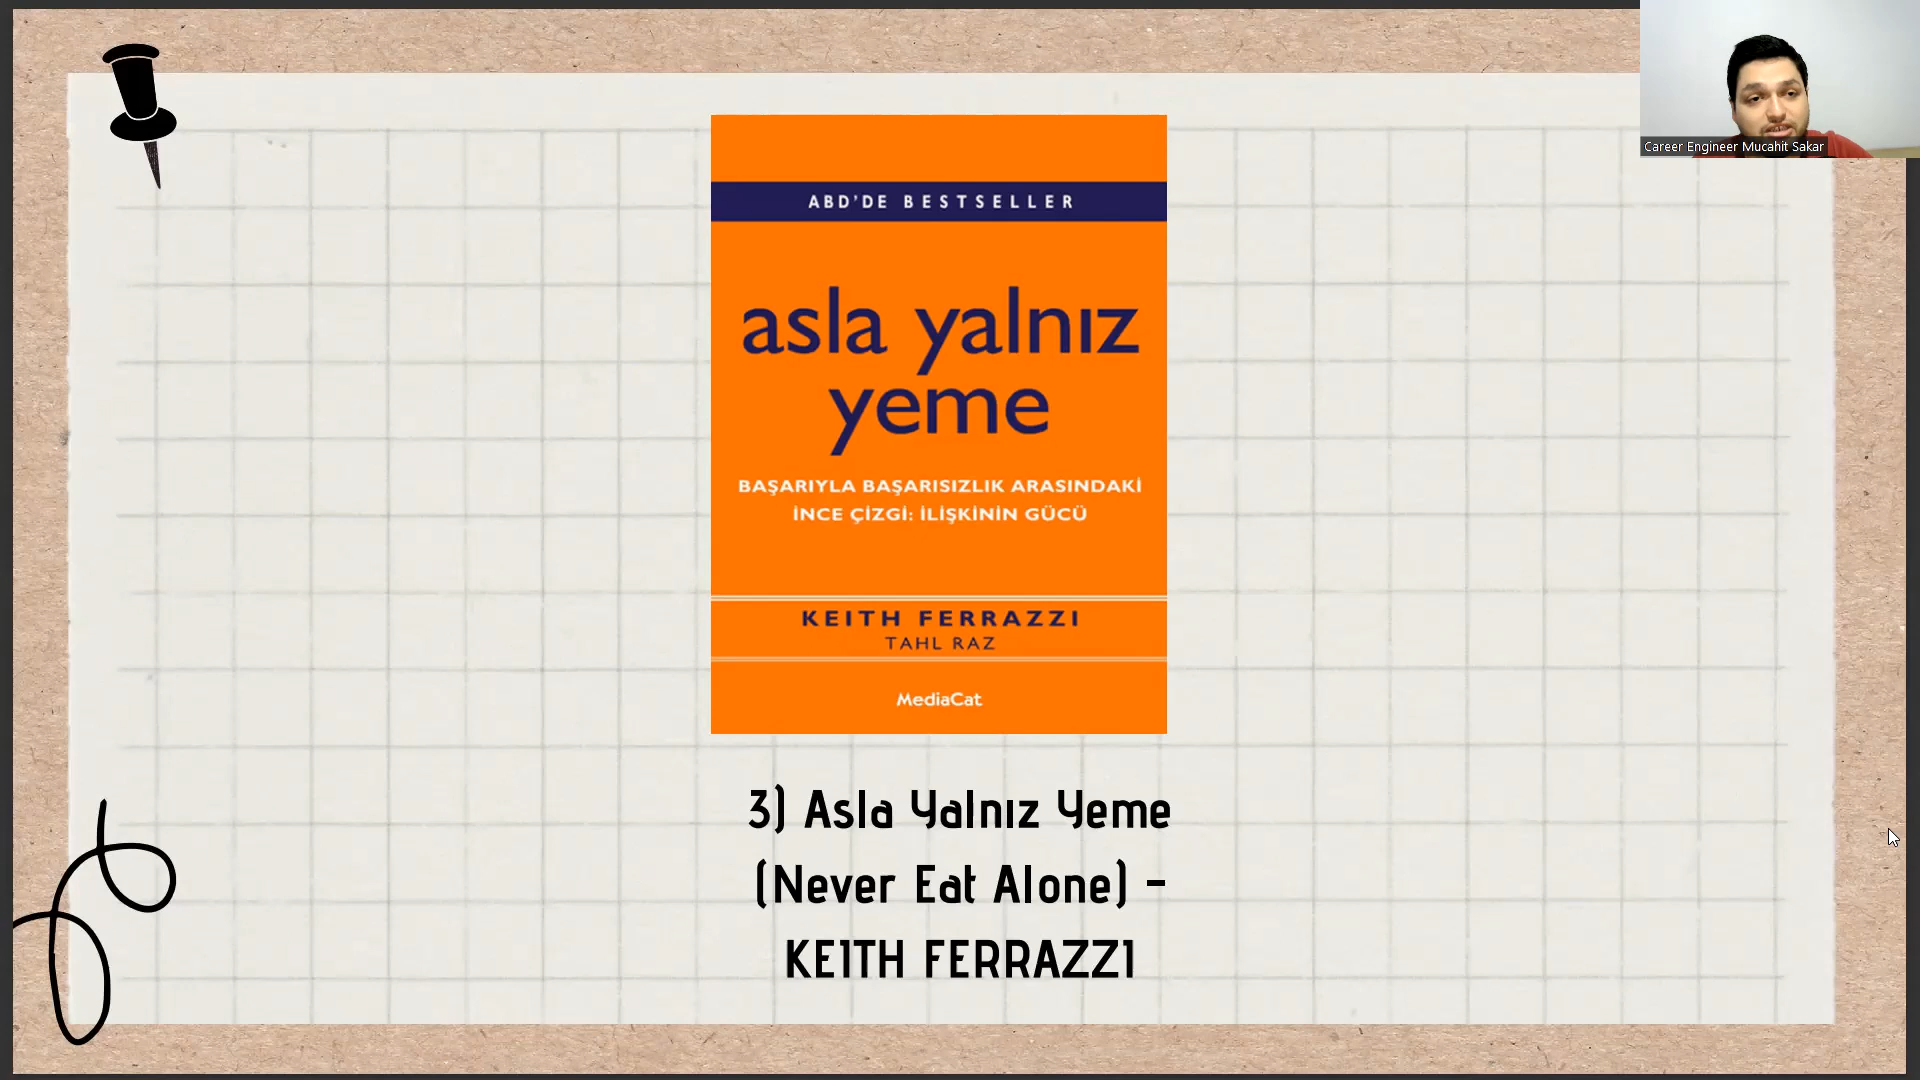 Career Engineer Mucahit Sakar
ABD'DE BESTSELLER
asla yalnız
yeme
BAŞARIYLA BAŞARISIZLIK ARASINDAKİ
İNCE ÇİZGİ: İLİŞKİNİN GÜCÜ
KEITH FERRAZZI
TAHL RAZ
MediaCat
3) Asla Yalnız Yeme
(Never Eat Alone) -
KEITH FERRAZZI